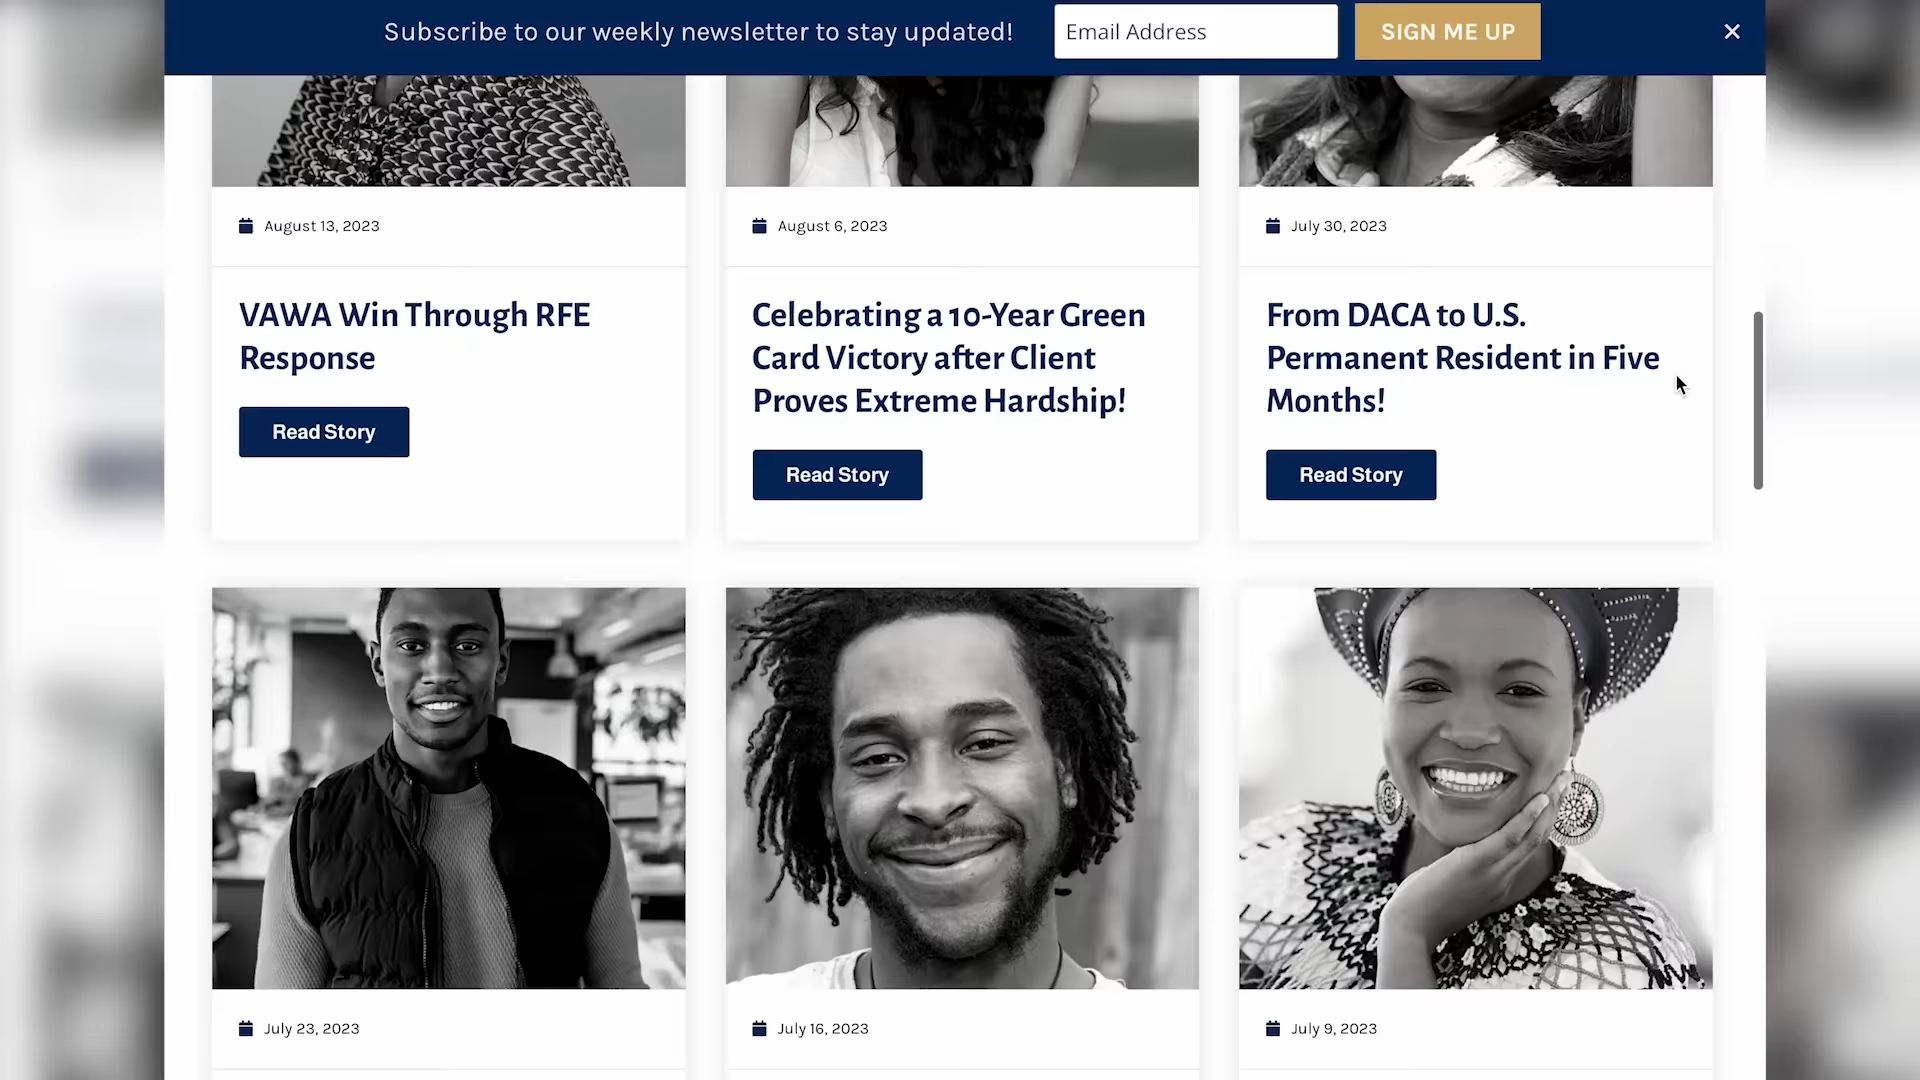 Subscribe to our weekly newsletter to stay updated!
Email Address
SIGN ME UP
August 13, 2023
August 6, 2023
July 30, 2023
VAWA Win Through RFE
Response
Read Story
Celebrating a 10-Year Green
Card Victory after Client
Proves Extreme Hardship!
Read Story
From DACA to U.S.
Permanent Resident in Five
Months!
Read Story
July 23, 2023
July 16, 2023
July 9, 2023